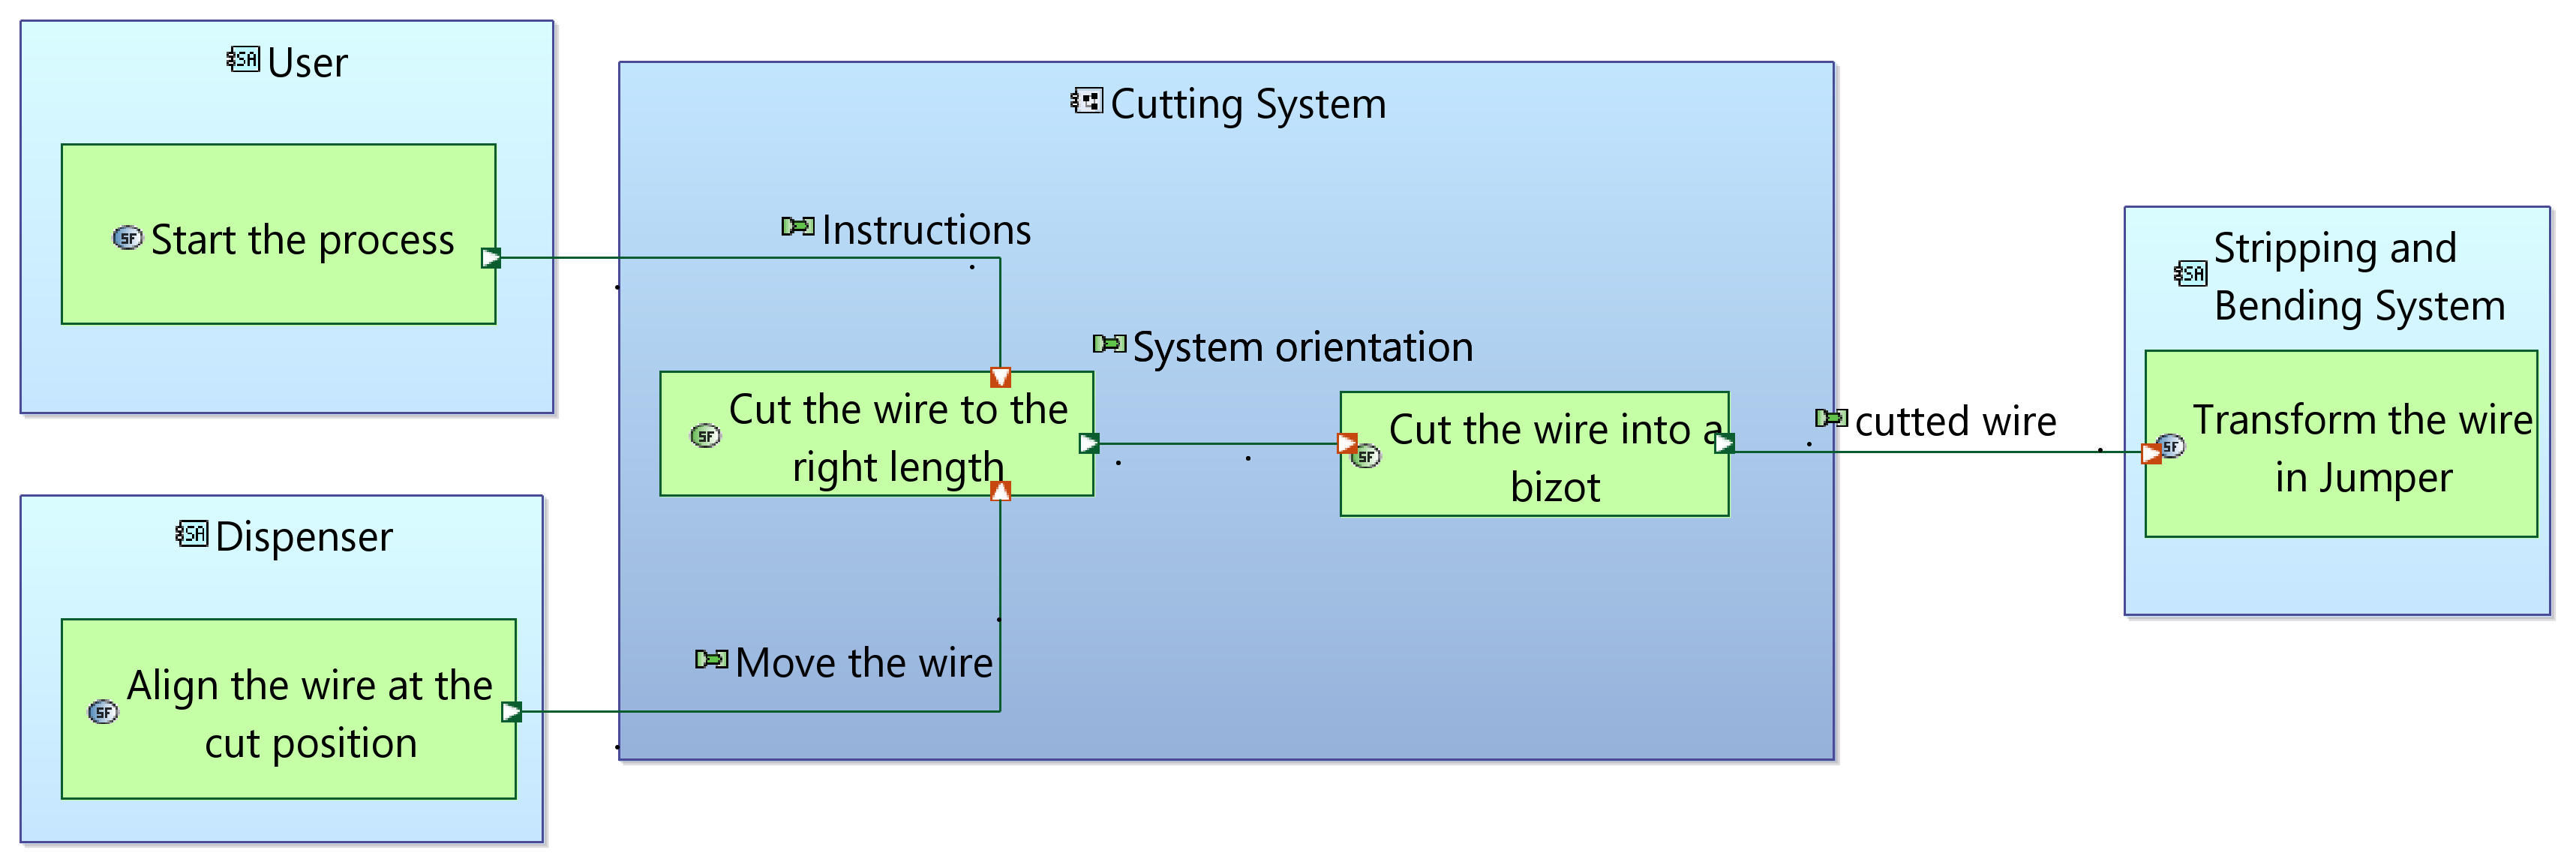 User
Start the process
Cutting System
Instructions
System orientation
Cut the wire to the
right length
Cut the wire into a
bizot
cutted wire
Stripping and
Bending System
Transform the wire
in Jumper
Dispenser
Align the wire at the
cut position
Move the wire